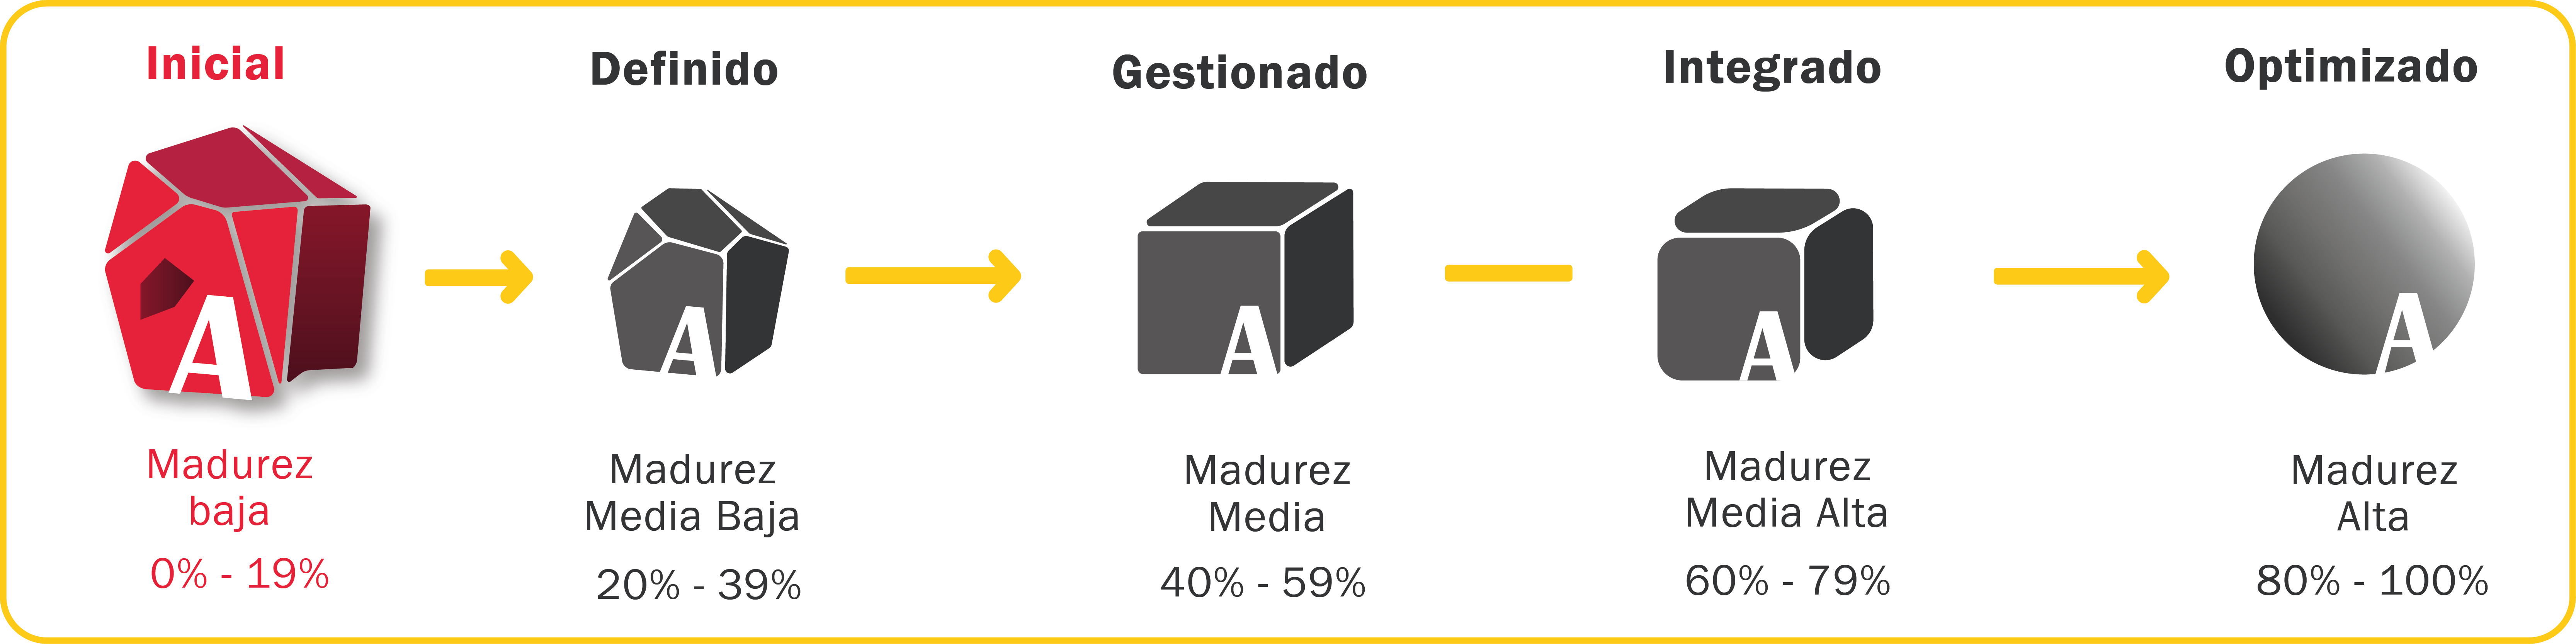 Inicial
Definido
Gestionado
Integrado
Optimizado
A
A
A
A
A
Madurez
baja
0% - 19%
Madurez
Media Baja
20% - 39%
Madurez
Media
40% - 59%
Madurez
Media Alta
60% - 79%
Madurez
Alta
80% - 100%